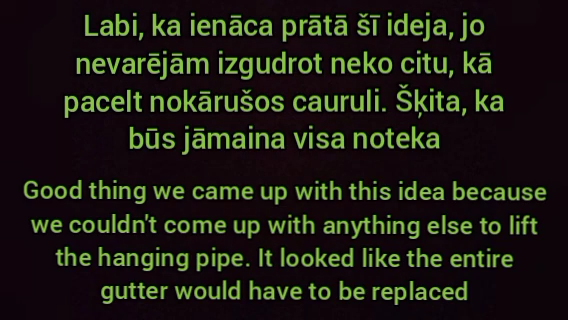 Labi, ka ienāca prātā šī ideja, jo
nevarējām izgudrot neko citu, kā
pacelt nokārušos cauruli. Šķita, ka
būs jāmaina visa noteka
Good thing we came up with this idea because
we couldn't come up with anything else to lift
the hanging pipe. It looked like the entire
gutter would have to be replaced